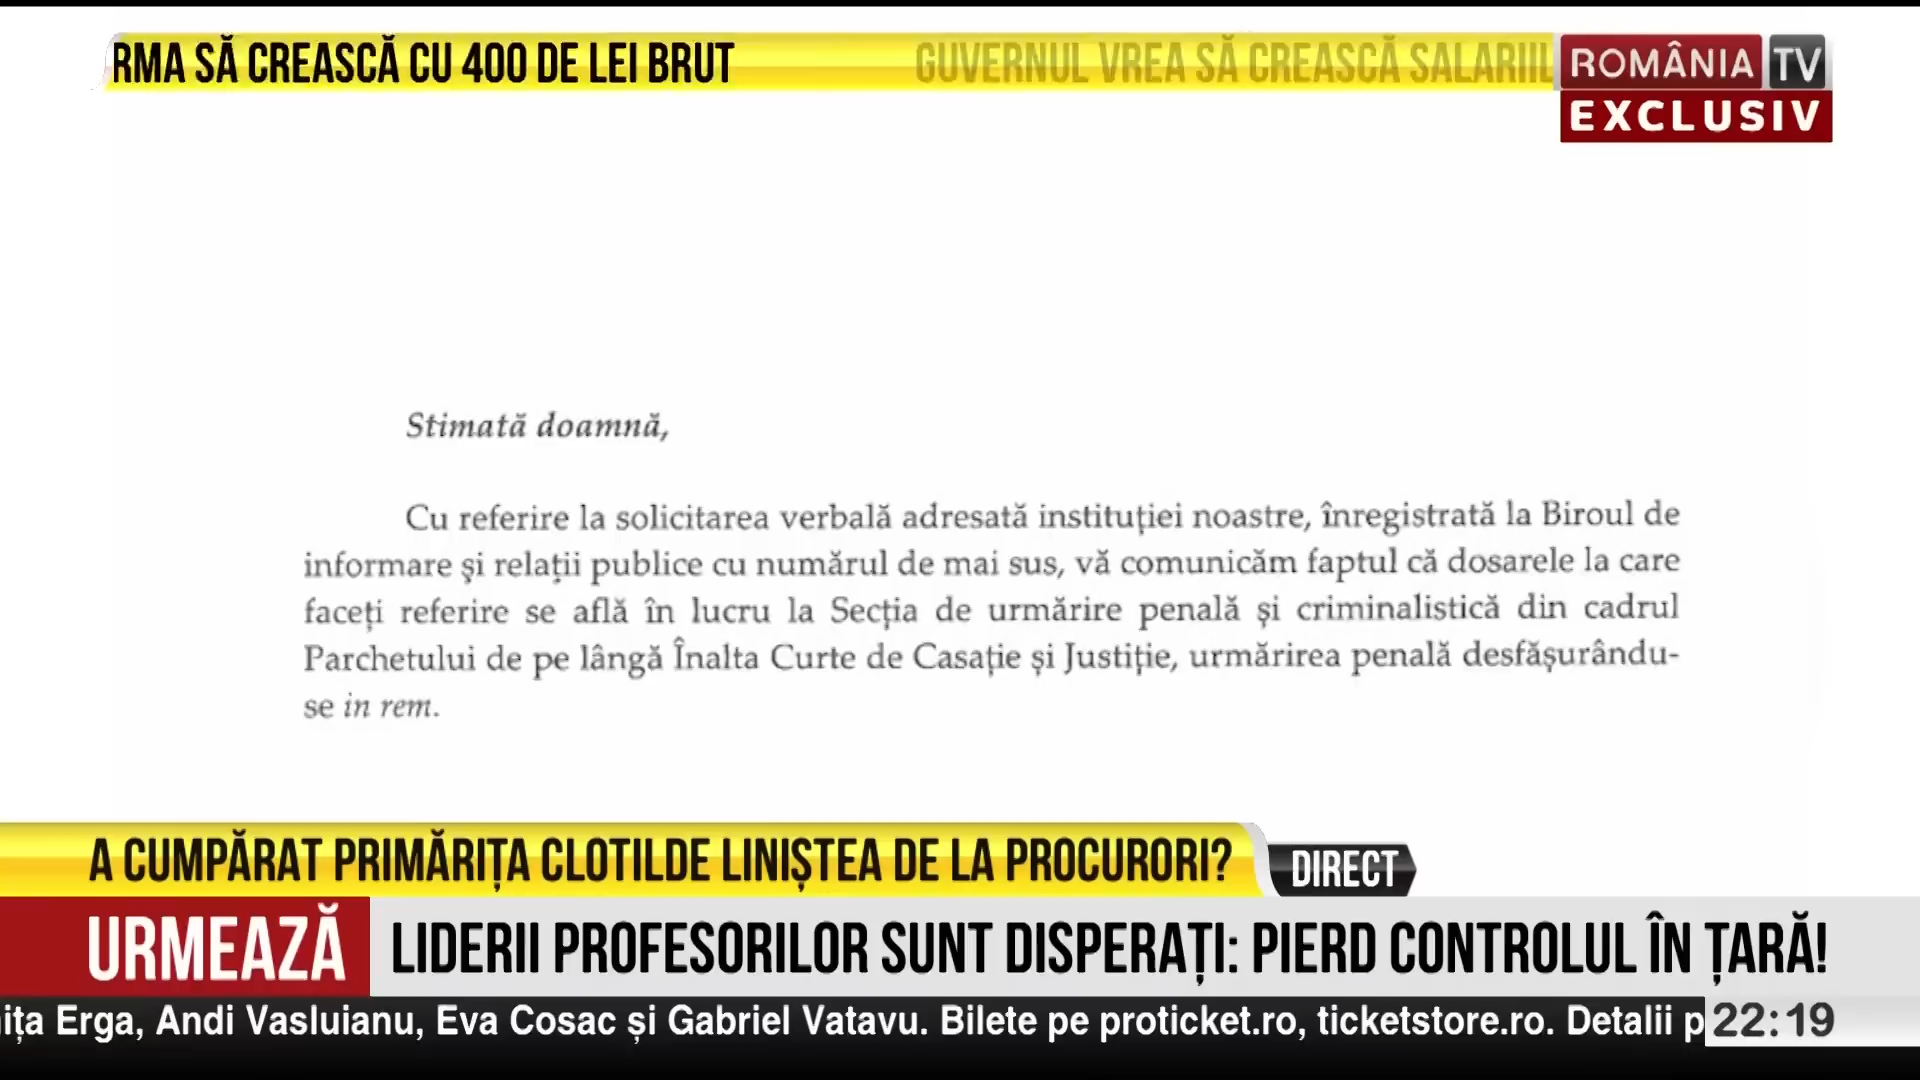 RMA SĂ CREASCĂ CU 400 DE LEI BRUT GUVERNUL VREA SĂ CREASCĂ SALARIIL
ROMÂNIA TV
EXCLUSIV
Stimată doamnă,
Cu referire la solicitarea verbală adresată instituției noastre, înregistrată la Biroul de
informare și relații publice cu numărul de mai sus, vă comunicăm faptul că dosarele la care
faceți referire se află în lucru la Secția de urmărire penală și criminalistică din cadrul
Parchetului de pe lângă Înalta Curte de Casație și Justiție, urmărirea penală desfășurându-
se in rem.
A CUMPĂRAT PRIMĂRIȚA CLOTILDE LINIȘTEA DE LA PROCURORI?
DIRECT
URMEAZĂ
LIDERII PROFESORILOR SUNT DISPERAȚI: PIERD CONTROLUL ÎN ȚARĂ!
ița Erga, Andi Vasluianu, Eva Cosac și Gabriel Vatavu. Bilete pe proticket.ro, ticketstore.ro. Detalii p
22:19